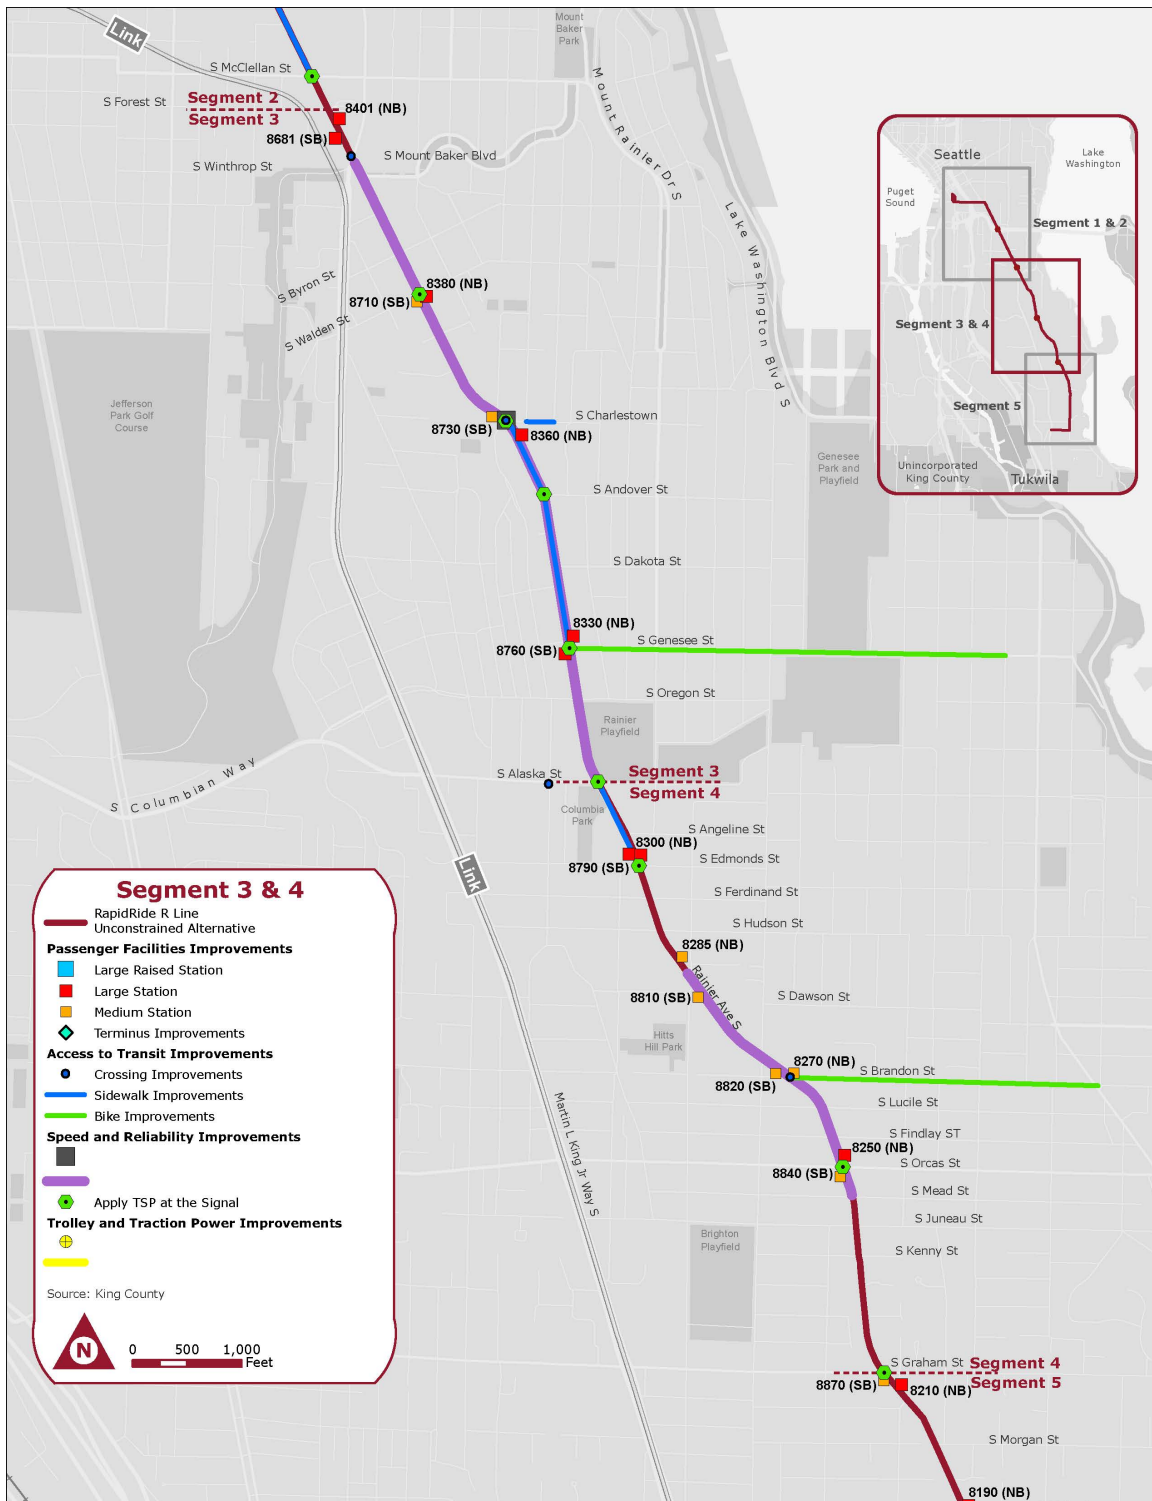 Link
Mount
Baker
Park
S McClellan St
S Forest St
Segment 2
Segment 3
8401 (NB)
8681 (SB)
S Mount Baker Blvd
S Winthrop St
Mount Rainier Dr S
Lake Washington Blvd S
S Byron St
S Walden St
8380 (NB)
8710 (SB)
Jefferson
Park Golf
Course
S Charlestown
8730 (SB)
8360 (NB)
Genesee
Park and
Playfield
S Andover St
S Dakota St
8330 (NB)
S Genesee St
8760 (SB)
S Oregon St
Rainier
Playfield
S Columbian Way
S Alaska St
Segment 3
Segment 4
Columbia
Park
S Angeline St
8300 (NB)
S Edmonds St
8790 (SB)
Link
S Ferdinand St
S Hudson St
8285 (NB)
Rainier Ave S
8810 (SB)
S Dawson St
Hitts
Hill Park
8270 (NB)
S Brandon St
8820 (SB)
S Lucile St
Martin L King Jr Way S
S Findlay ST
8250 (NB)
S Orcas St
8840 (SB)
S Mead St
S Juneau St
Brighton
Playfield
S Kenny St
S Graham St
Segment 4
Segment 5
8870 (SB)
8210 (NB)
S Morgan St
8190 (NB)
Seattle
Lake
Washington
Puget
Sound
Segment 1 & 2
Segment 3 & 4
Segment 5
Unincorporated
King County
Tukwila
Segment 3 & 4
RapidRide R Line
Unconstrained Alternative
Passenger Facilities Improvements
Large Raised Station
Large Station
Medium Station
Terminus Improvements
Access to Transit Improvements
Crossing Improvements
Sidewalk Improvements
Bike Improvements
Speed and Reliability Improvements
Apply TSP at the Signal
Trolley and Traction Power Improvements
Source: King County
N
0 500 1,000
Feet